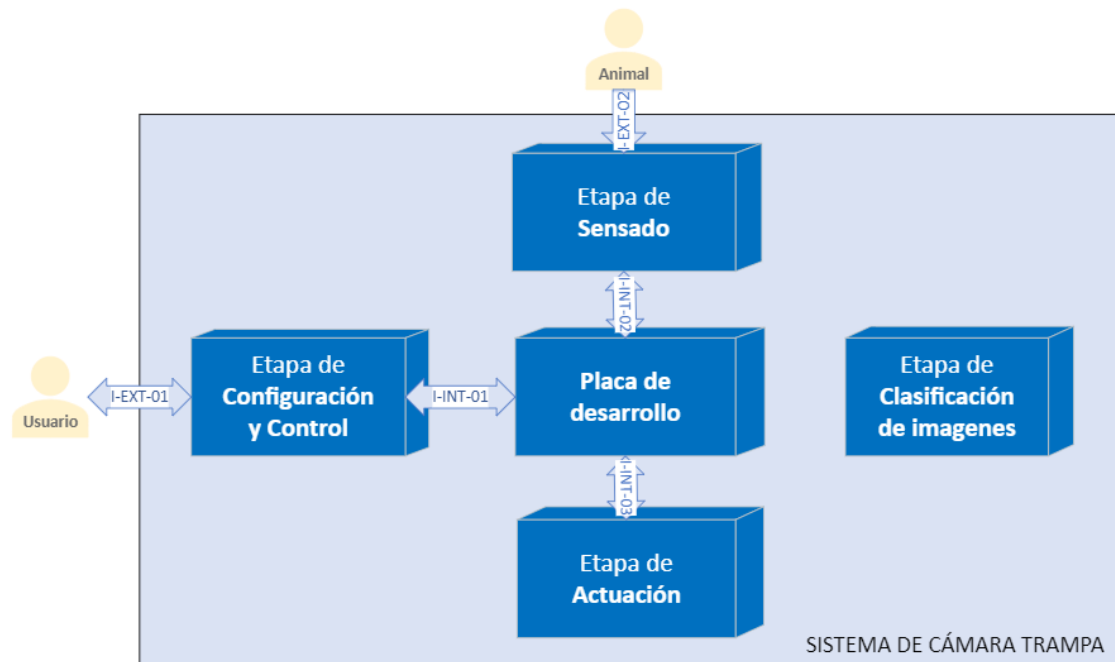 Animal
I-EXT-02
Etapa de
Sensado
I-INT-02
Usuario
I-EXT-01
Etapa de
Configuración
y Control
I-INT-01
Placa de
desarrollo
Etapa de
Clasificación
de imagenes
I-INT-03
Etapa de
Actuación
SISTEMA DE CÁMARA TRAMPA